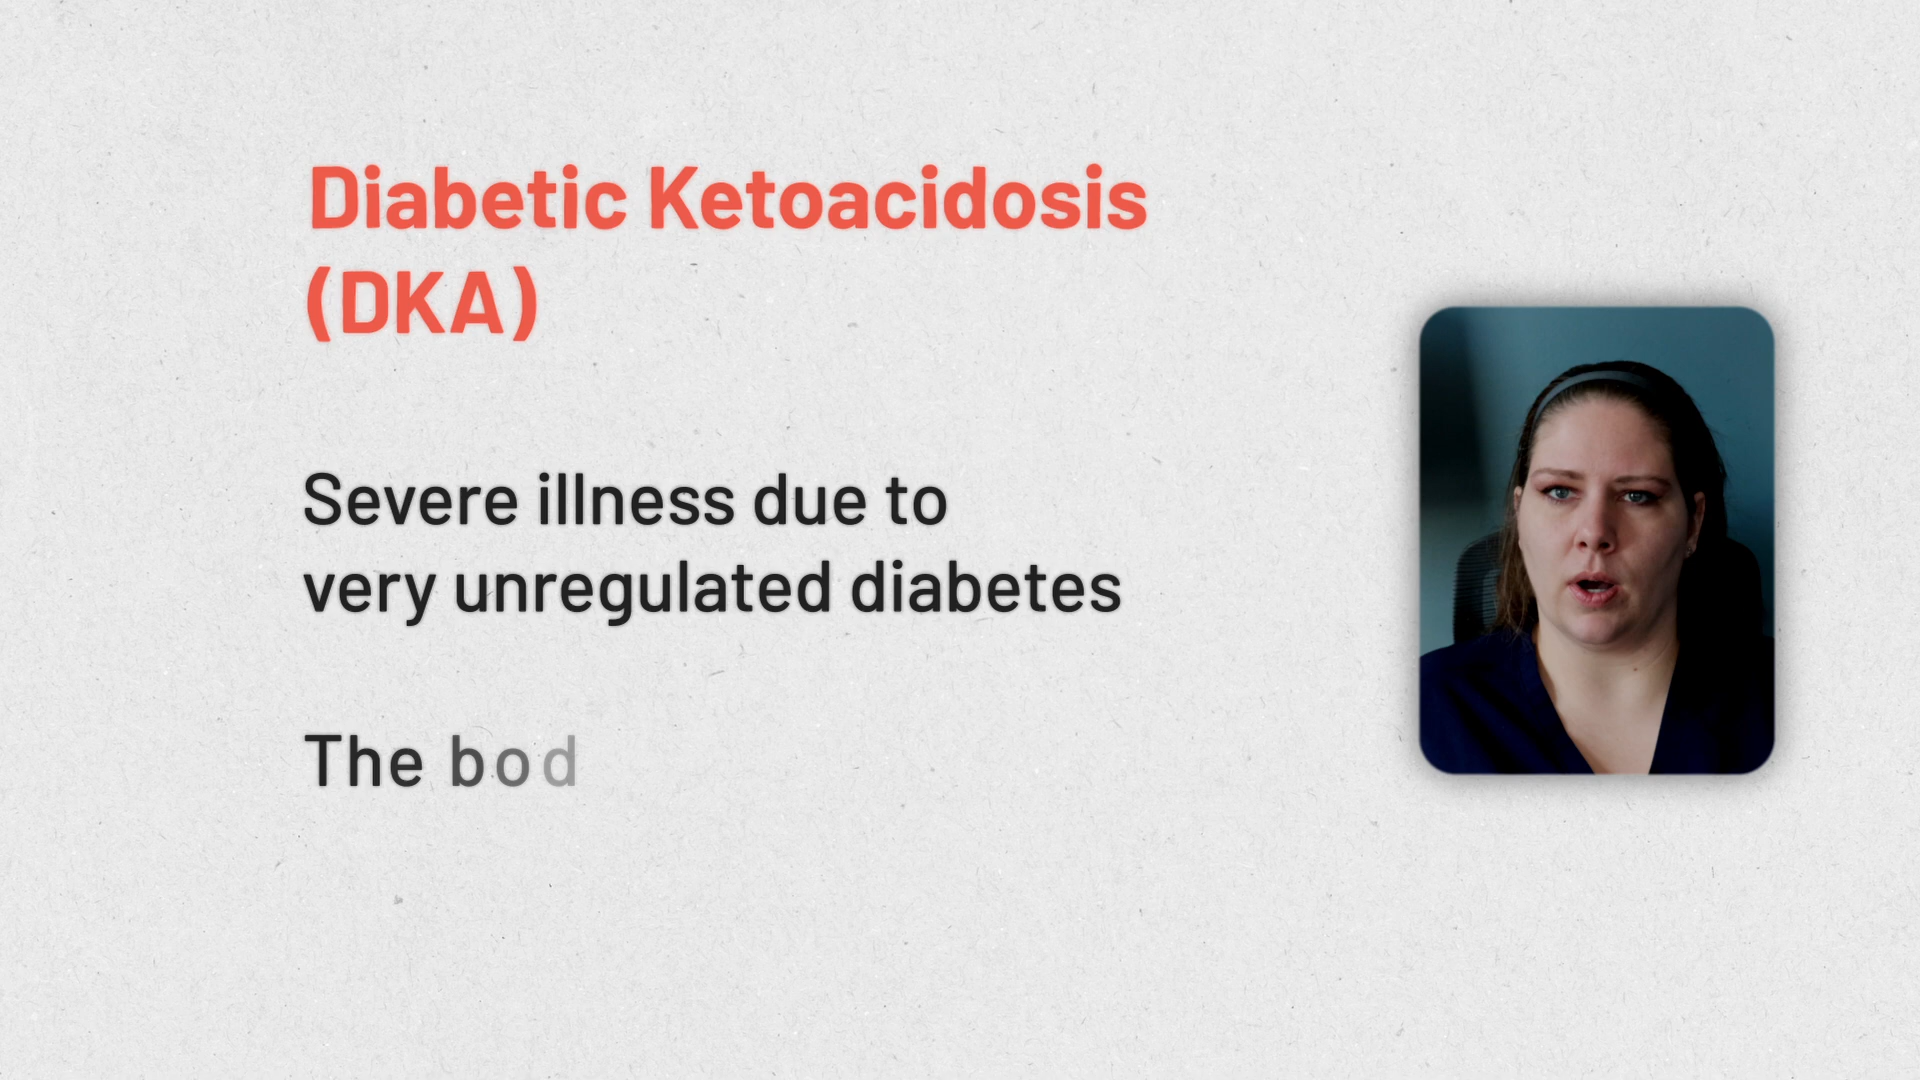 Diabetic Ketoacidosis
(DKA)
Severe illness due to
very unregulated diabetes
The bod